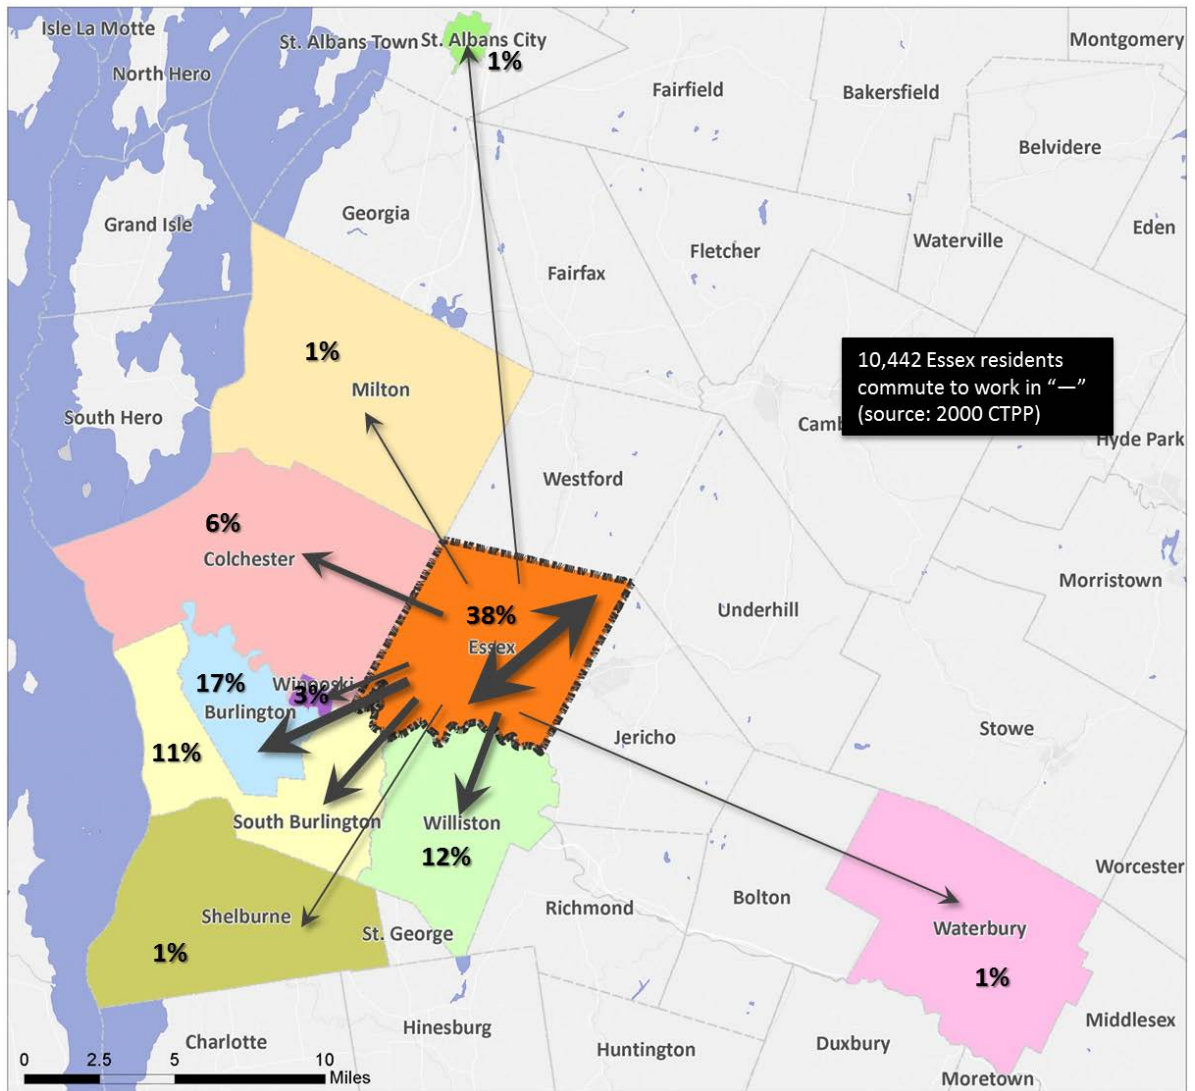 Isle La Motte
St. Albans Town
St. Albans City
1%
Montgomery
North Hero
Fairfield
Bakersfield
Belvidere
Grand Isle
Georgia
Waterville
Eden
Fletcher
Fairfax
1%
Milton
10,442 Essex residents
commute to work in “—”
(source: 2000 CTPP)
South Hero
Camb
Hyde Park
Westford
6%
Colchester
Morristown
38%
Essex
Underhill
17%
Winooski
3%
Burlington
11%
Jericho
Stowe
South Burlington
Williston
12%
Worcester
Bolton
Richmond
Shelburne
St. George
Waterbury
1%
1%
Middlesex
Hinesburg
Charlotte
Huntington
Duxbury
Moretown
0 2.5 5 10
Miles